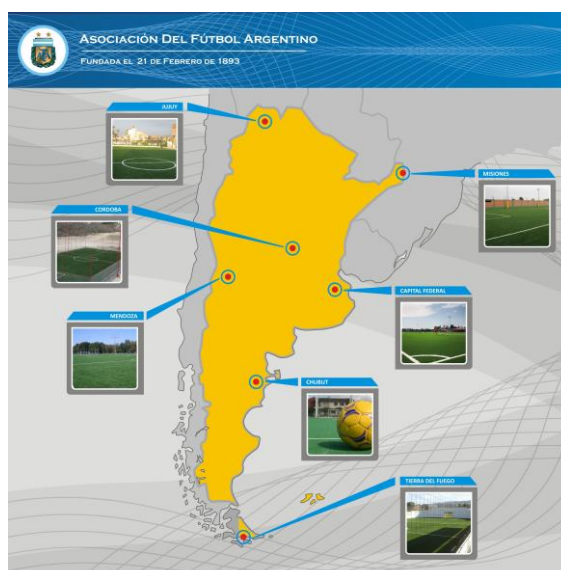 ASOCIACIÓN DEL FÚTBOL ARGENTINO
FUNDADA EL 21 DE FEBRERO DE 1893
JUJUY
MISIONES
CORDOBA
CAPITAL FEDERAL
MENDOZA
CHUBUT
TIERRA DEL FUEGO